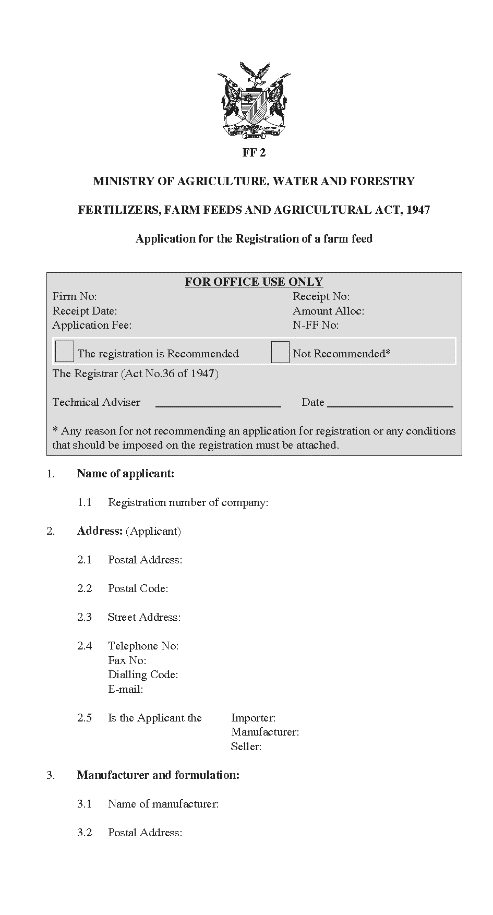 FF 2
MINISTRY OF AGRICULTURE, WATER AND FORESTRY
FERTILIZERS, FARM FEEDS AND AGRICULTURAL ACT, 1947
Application for the Registration of a farm feed
FOR OFFICE USE ONLY
Firm No: Receipt No:
Receipt Date: Amount Alloc:
Application Fee: N-FF No:
The registration is Recommended Not Recommended*
The Registrar (Act No.36 of 1947)
Technical Adviser Date
* Any reason for not recommending an application for registration or any conditions
that should be imposed on the registration must be attached.
1. Name of applicant:
1.1 Registration number of company:
2. Address: (Applicant)
2.1 Postal Address:
2.2 Postal Code:
2.3 Street Address:
2.4 Telephone No:
Fax No:
Dialling Code:
E-mail:
2.5 Is the Applicant the Importer:
Manufacturer:
Seller:
3. Manufacturer and formulation:
3.1 Name of manufacturer:
3.2 Postal Address: